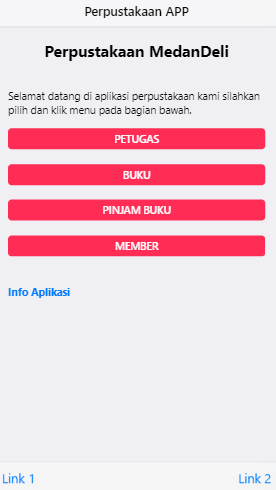 Perpustakaan APP
Perpustakaan MedanDeli
Selamat datang di aplikasi perpustakaan kami silahkan
pilih dan klik menu pada bagian bawah.
PETUGAS
BUKU
PINJAM BUKU
MEMBER
Info Aplikasi
Link 1
Link 2